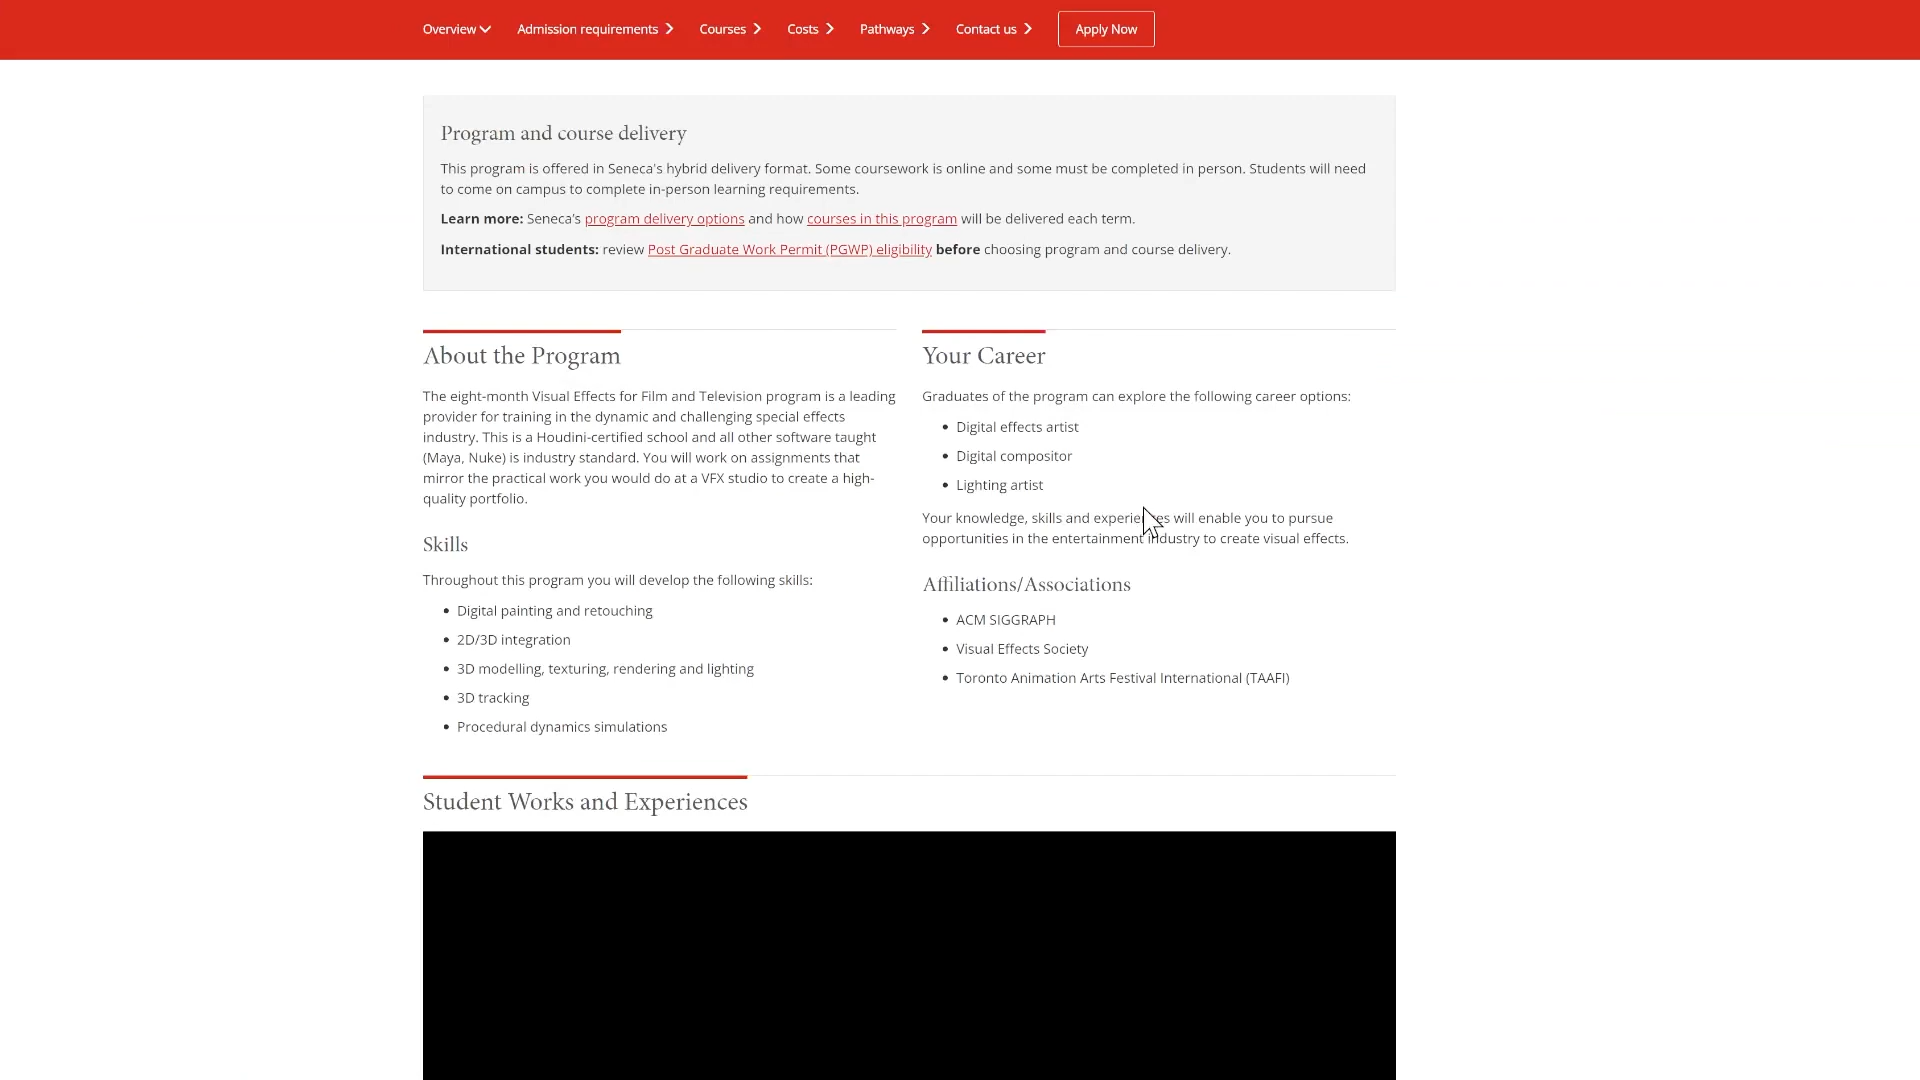 Overview
Admission requirements
Courses
Costs
Pathways
Contact us
Apply Now
Program and course delivery
This program is offered in Seneca's hybrid delivery format. Some coursework is online and some must be completed in person. Students will need
to come on campus to complete in-person learning requirements.
Learn more: Seneca's program delivery options and how courses in this program will be delivered each term.
International students: review Post Graduate Work Permit (PGWP) eligibility before choosing program and course delivery.
About the Program
The eight-month Visual Effects for Film and Television program is a leading
provider for training in the dynamic and challenging special effects
industry. This is a Houdini-certified school and all other software taught
(Maya, Nuke) is industry standard. You will work on assignments that
mirror the practical work you would do at a VFX studio to create a high-
quality portfolio.
Skills
Throughout this program you will develop the following skills:
• Digital painting and retouching
• 2D/3D integration
• 3D modelling, texturing, rendering and lighting
• 3D tracking
• Procedural dynamics simulations
Your Career
Graduates of the program can explore the following career options:
• Digital effects artist
• Digital compositor
• Lighting artist
Your knowledge, skills and experiences will enable you to pursue
opportunities in the entertainment industry to create visual effects.
Affiliations/Associations
• ACM SIGGRAPH
• Visual Effects Society
• Toronto Animation Arts Festival International (TAAFI)
Student Works and Experiences